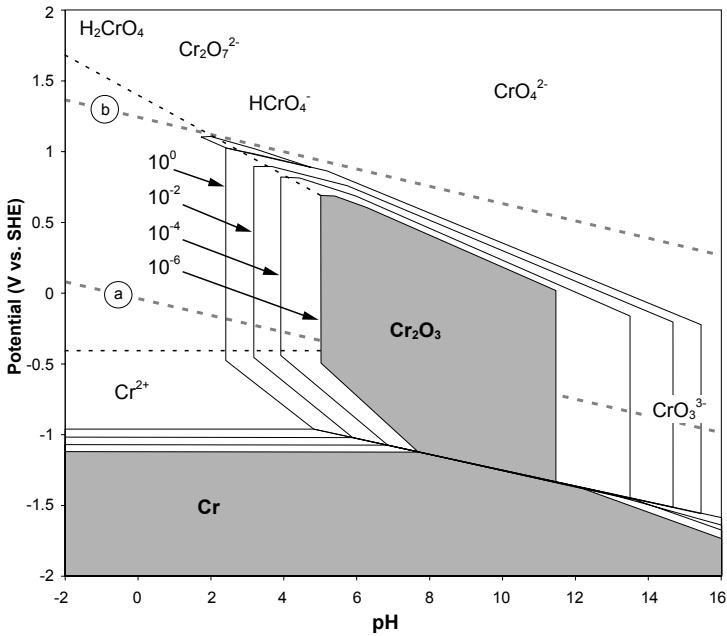 2
H₂CrO₄
Cr₂O₇²⁻
1.5
CrO₄²⁻
b
HCrO₄⁻
1
10⁰
10⁻²
0.5
10⁻⁴
10⁻⁶
0
a
Cr₂O₃
-0.5
Cr²⁺
CrO₃³⁻
-1
-1.5
Cr
-2
-2 0 2 4 6 8 10 12 14 16
pH
Potential (V vs. SHE)